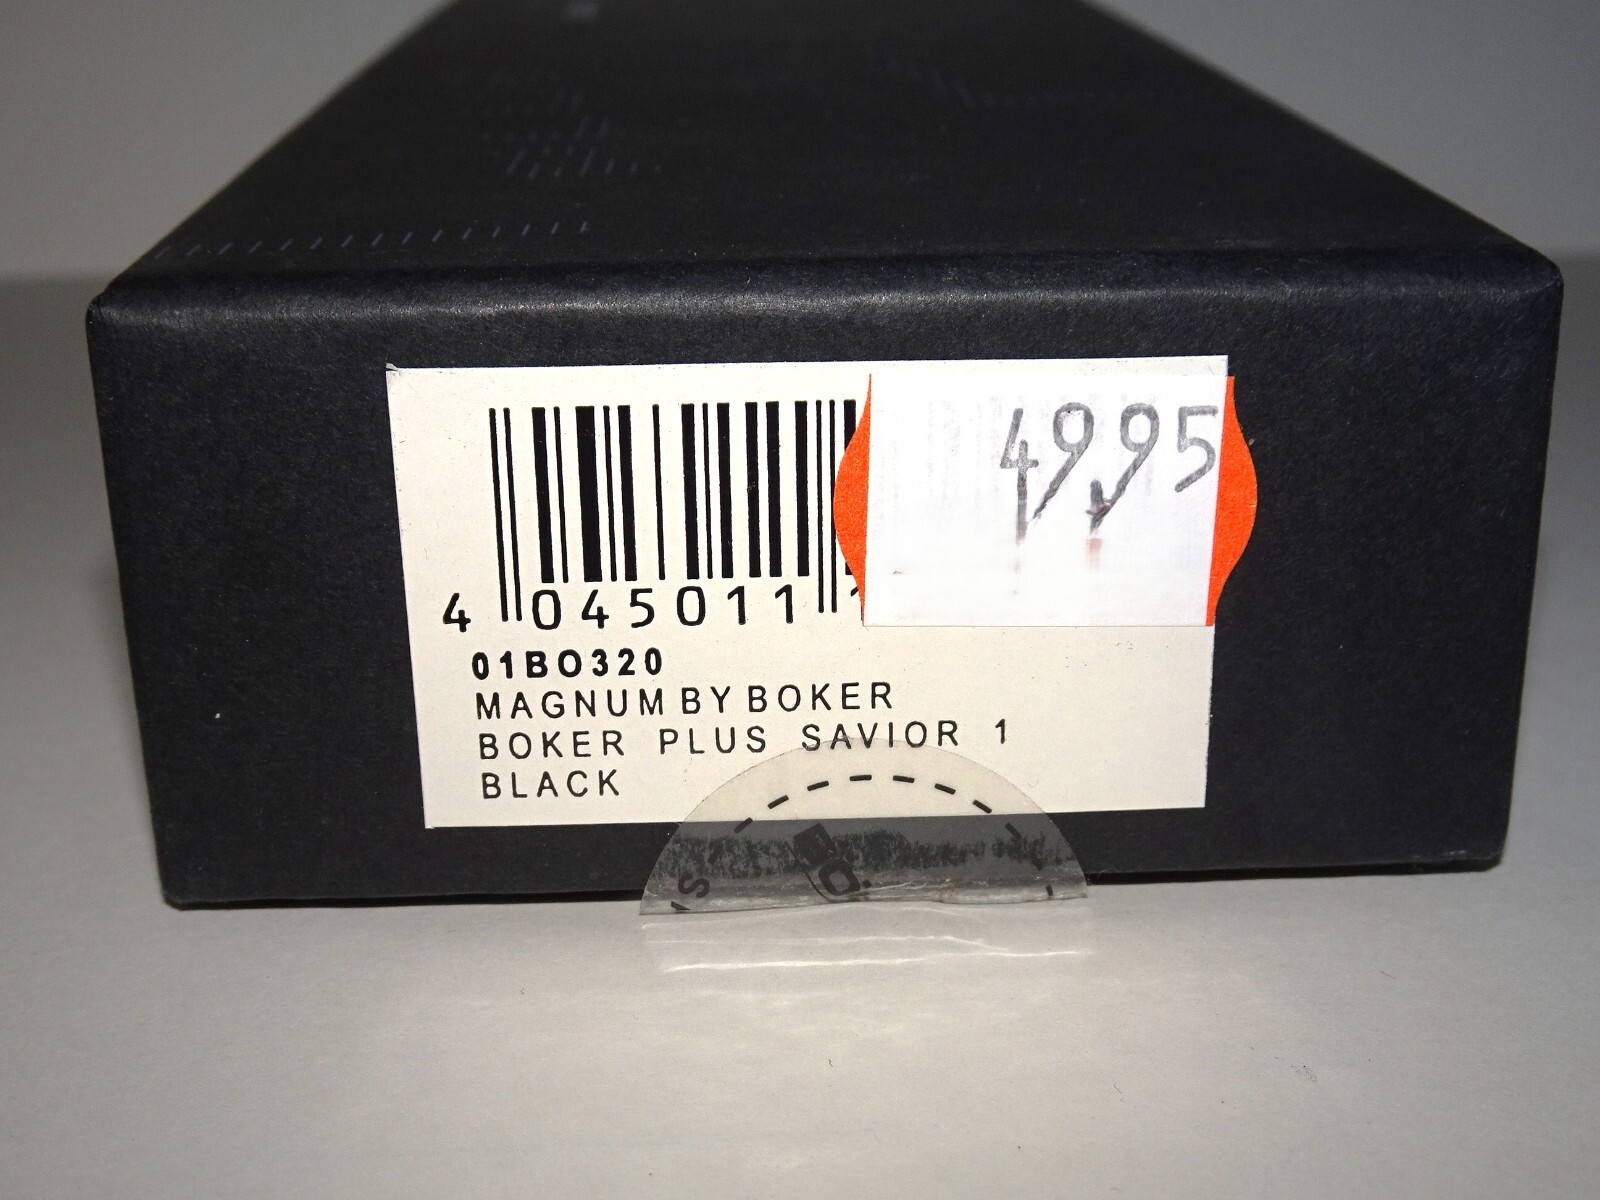 49,95
4 045011
01BO320
MAGNUM BY BOKER
BOKER PLUS SAVIOR 1
BLACK